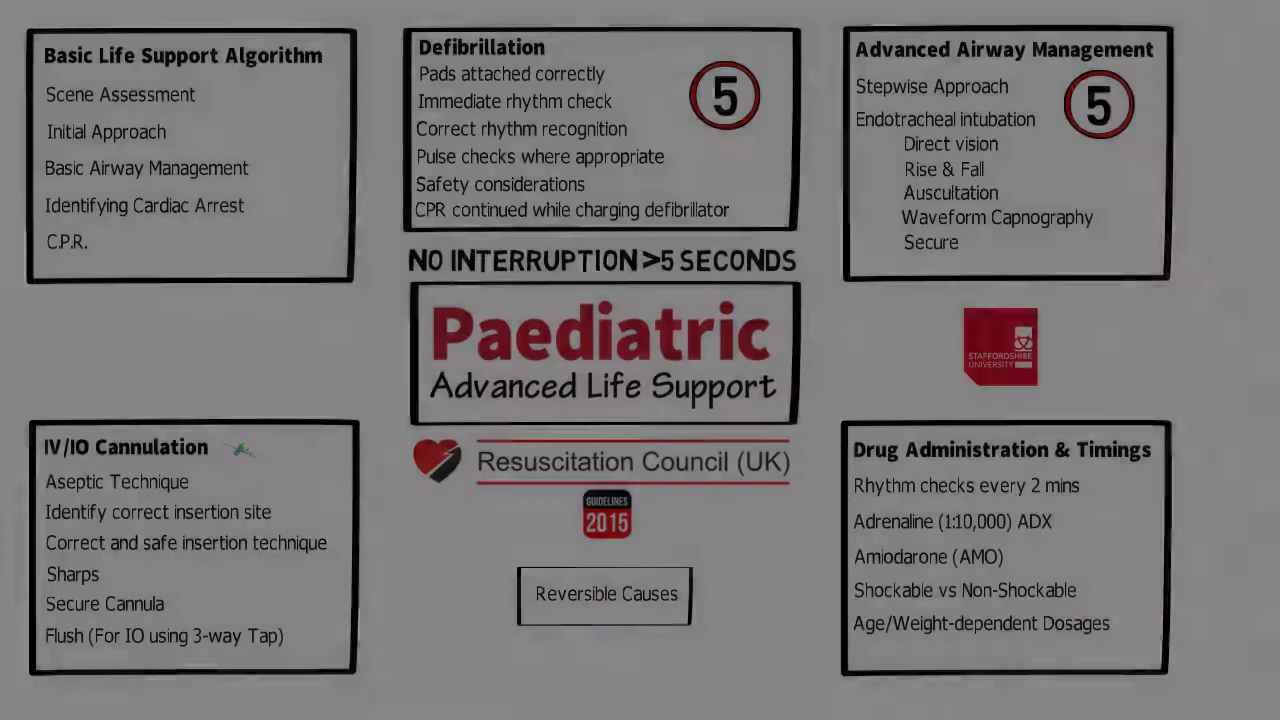 Basic Life Support Algorithm
Scene Assessment
Initial Approach
Basic Airway Management
Identifying Cardiac Arrest
C.P.R.
Defibrillation
Pads attached correctly
Immediate rhythm check
Correct rhythm recognition
Pulse checks where appropriate
Safety considerations
CPR continued while charging defibrillator
5
Advanced Airway Management
Stepwise Approach
Endotracheal intubation
Direct vision
Rise & Fall
Auscultation
Waveform Capnography
Secure
5
NO INTERRUPTION >5 SECONDS
Paediatric
Advanced Life Support
STAFFORDSHIRE
UNIVERSITY
Resuscitation Council (UK)
GUIDELINES
2015
Reversible Causes
IV/IO Cannulation
Aseptic Technique
Identify correct insertion site
Correct and safe insertion technique
Sharps
Secure Cannula
Flush (For IO using 3-way Tap)
Drug Administration & Timings
Rhythm checks every 2 mins
Adrenaline (1:10,000) ADX
Amiodarone (AMO)
Shockable vs Non-Shockable
Age/Weight-dependent Dosages